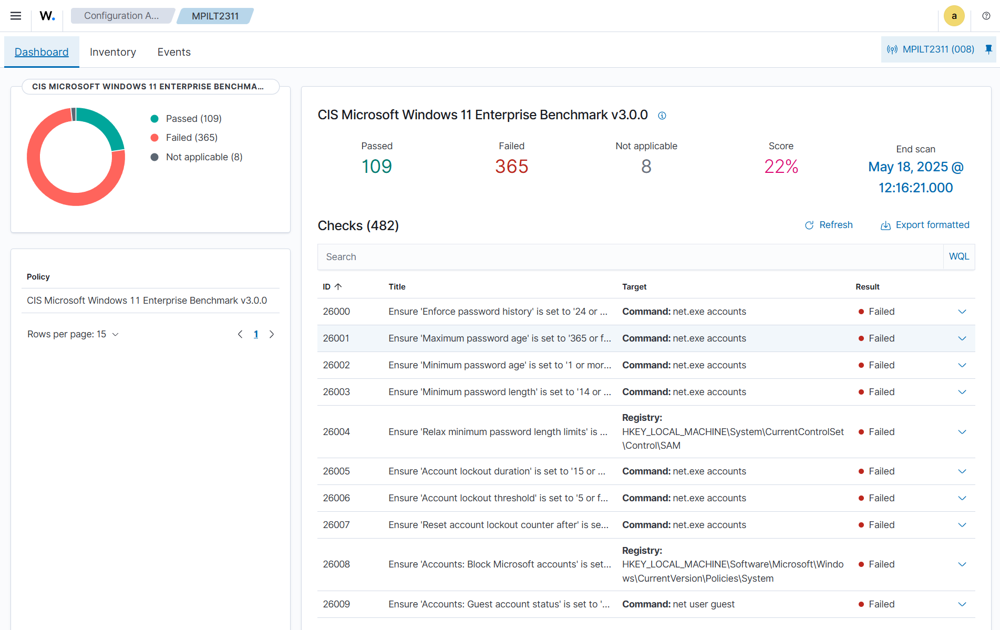 W.
Configuration A...
MPILT2311
a
Dashboard
Inventory
Events
MPILT2311 (008)
CIS MICROSOFT WINDOWS 11 ENTERPRISE BENCHMA...
Passed (109)
Failed (365)
Not applicable (8)
Policy
CIS Microsoft Windows 11 Enterprise Benchmark v3.0.0
Rows per page: 15
1
CIS Microsoft Windows 11 Enterprise Benchmark v3.0.0
Passed
109
Failed
365
Not applicable
8
Score
22%
End scan
May 18, 2025 @
12:16:21.000
Checks (482)
Refresh
Export formatted
Search
WQL
ID Title Target Result
26000 Ensure 'Enforce password history' is set to '24 or ... Command: net.exe accounts Failed
26001 Ensure 'Maximum password age' is set to '365 or f... Command: net.exe accounts Failed
26002 Ensure 'Minimum password age' is set to '1 or mor... Command: net.exe accounts Failed
26003 Ensure 'Minimum password length' is set to '14 or ... Command: net.exe accounts Failed
Registry:
26004 Ensure 'Relax minimum password length limits' is ... HKEY_LOCAL_MACHINE\System\CurrentControlSet Failed
\Control\SAM
26005 Ensure 'Account lockout duration' is set to '15 or ... Command: net.exe accounts Failed
26006 Ensure 'Account lockout threshold' is set to '5 or f... Command: net.exe accounts Failed
26007 Ensure 'Reset account lockout counter after' is se... Command: net.exe accounts Failed
Registry:
26008 Ensure 'Accounts: Block Microsoft accounts' is set... HKEY_LOCAL_MACHINE\Software\Microsoft\Windo Failed
ws\CurrentVersion\Policies\System
26009 Ensure 'Accounts: Guest account status' is set to '... Command: net user guest Failed